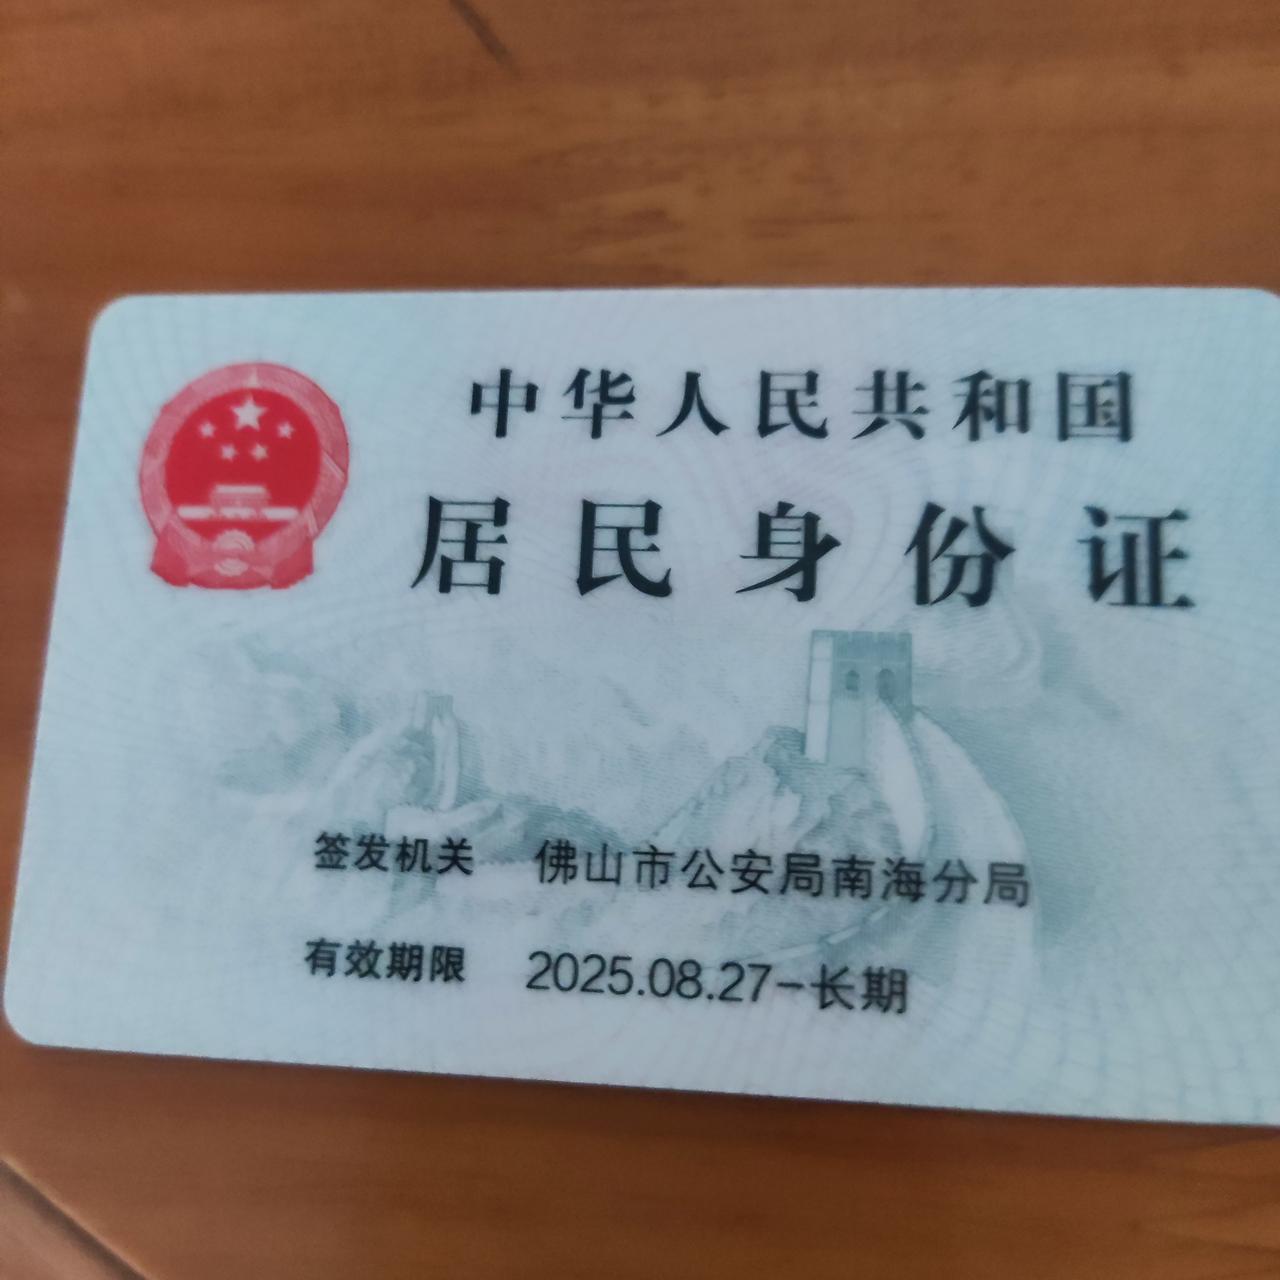 中华人民共和国
居民身份证
签发机关 佛山市公安局南海分局
有效期限 2025.08.27-长期